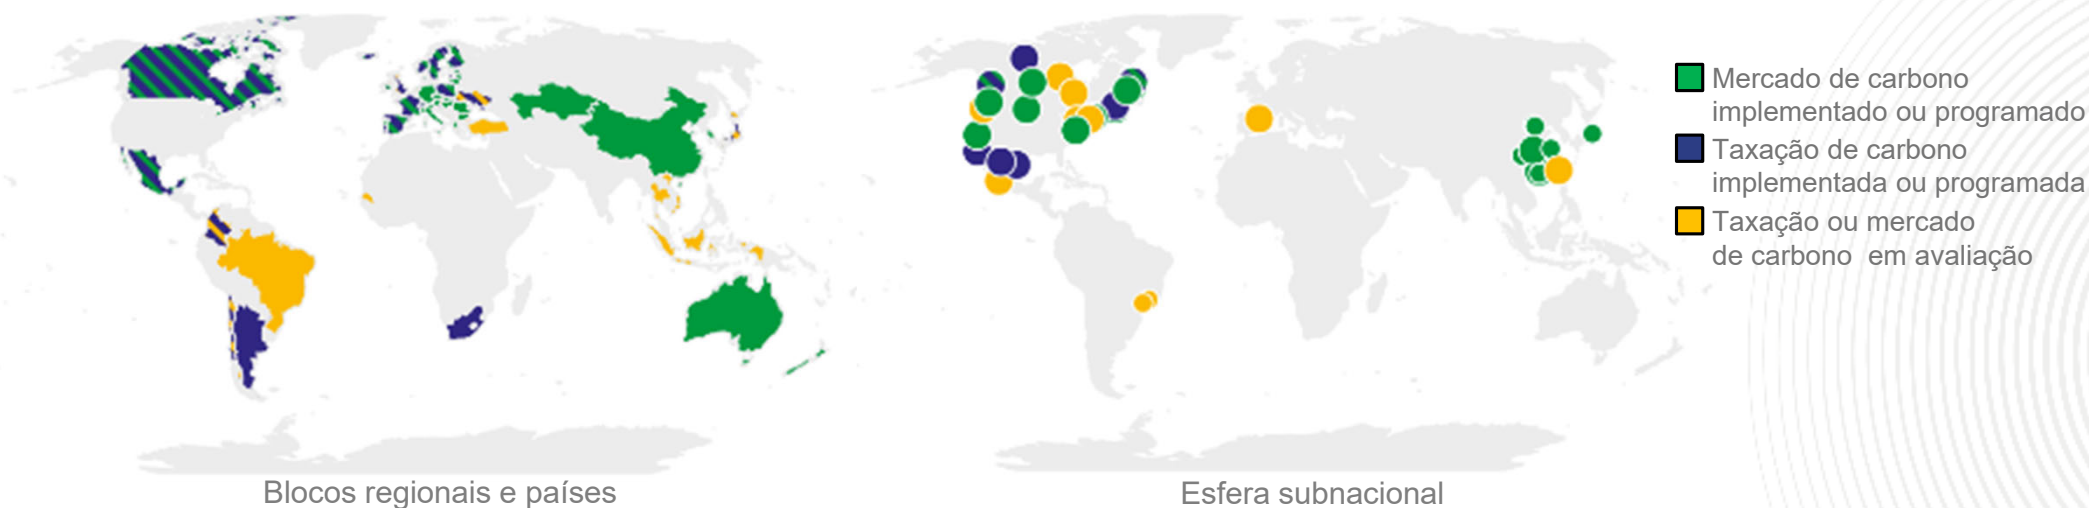 Mercado de carbono
implementado ou programado
Taxação de carbono
implementada ou programada
Taxação ou mercado
de carbono  em avaliação
Blocos regionais e países
Esfera subnacional